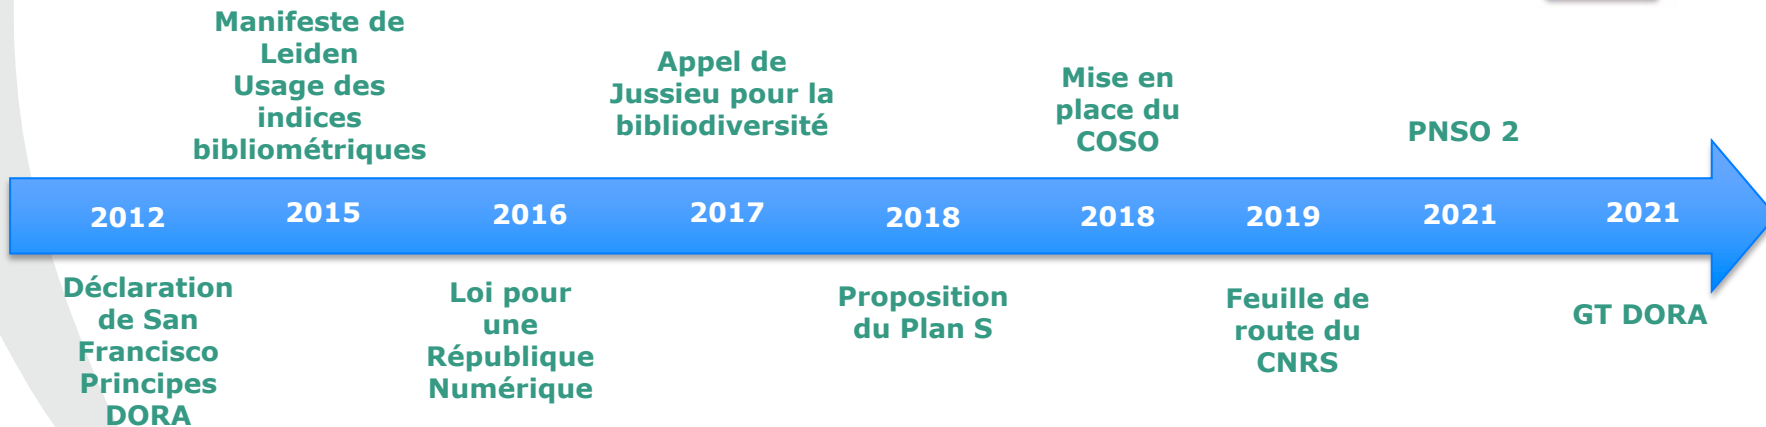 Manifeste de
Leiden
Usage des
indices
bibliométriques
Appel de
Jussieu pour la
bibliodiversité
Mise en
place du
COSO
PNSO 2
2012
2015
2016
2017
2018
2018
2019
2021
2021
Déclaration
de San
Francisco
Principes
DORA
Loi pour
une
République
Numérique
Proposition
du Plan S
Feuille de
route du
CNRS
GT DORA